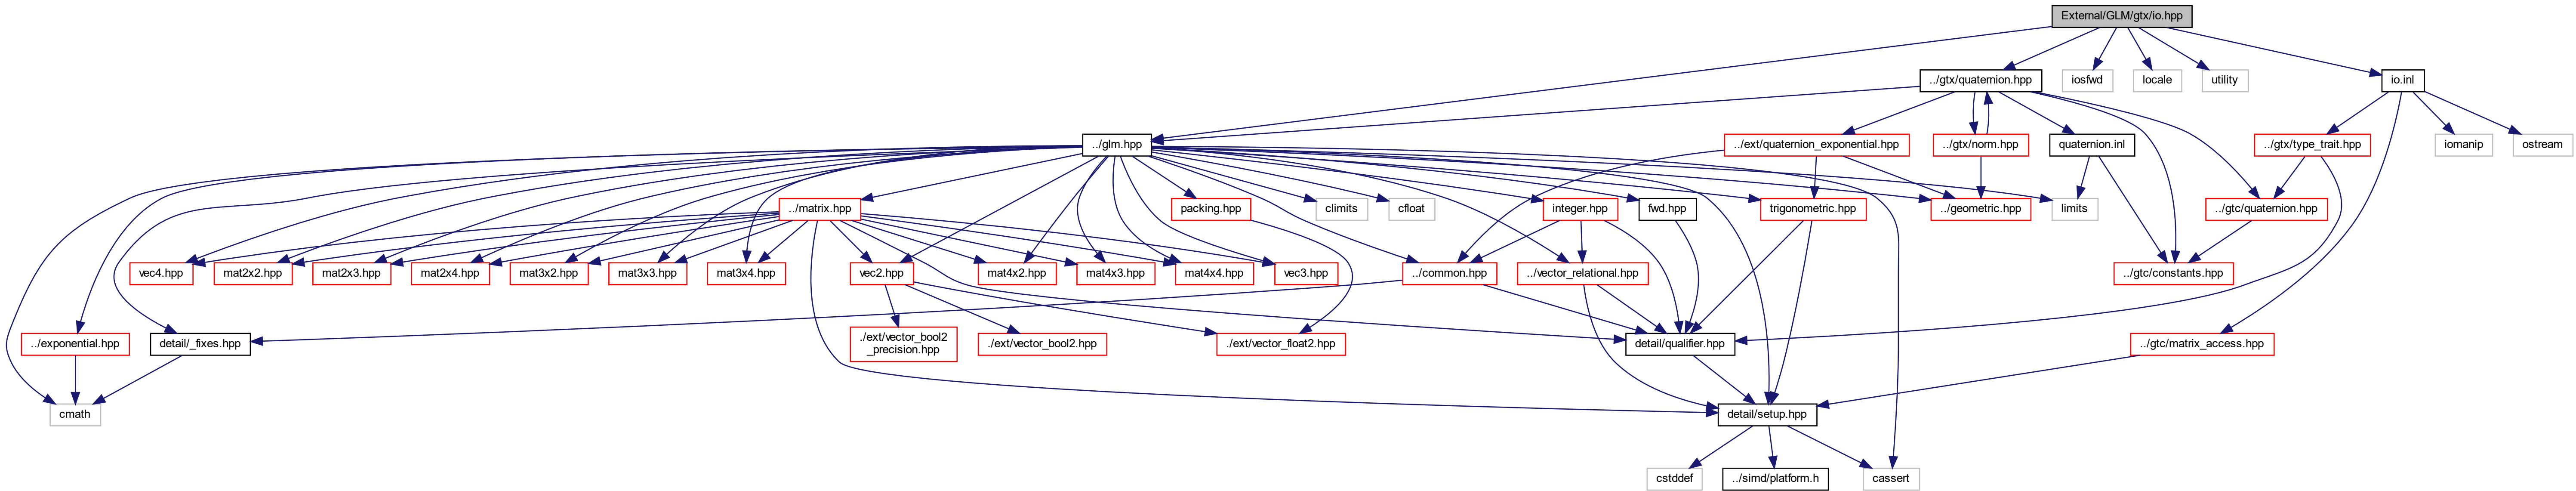 External/GLM/gtx/io.hpp
../gtx/quaternion.hpp
iosfwd
locale
utility
io.inl
../glm.hpp
../ext/quaternion_exponential.hpp
../gtx/norm.hpp
quaternion.inl
../gtx/type_trait.hpp
iomanip
ostream
../matrix.hpp
packing.hpp
climits
cfloat
integer.hpp
fwd.hpp
trigonometric.hpp
../geometric.hpp
limits
../gtc/quaternion.hpp
vec4.hpp
mat2x2.hpp
mat2x3.hpp
mat2x4.hpp
mat3x2.hpp
mat3x3.hpp
mat3x4.hpp
vec2.hpp
mat4x2.hpp
mat4x3.hpp
mat4x4.hpp
vec3.hpp
../common.hpp
../vector_relational.hpp
../gtc/constants.hpp
../exponential.hpp
detail/_fixes.hpp
./ext/vector_bool2
_precision.hpp
./ext/vector_bool2.hpp
./ext/vector_float2.hpp
detail/qualifier.hpp
../gtc/matrix_access.hpp
cmath
detail/setup.hpp
cstddef
../simd/platform.h
cassert